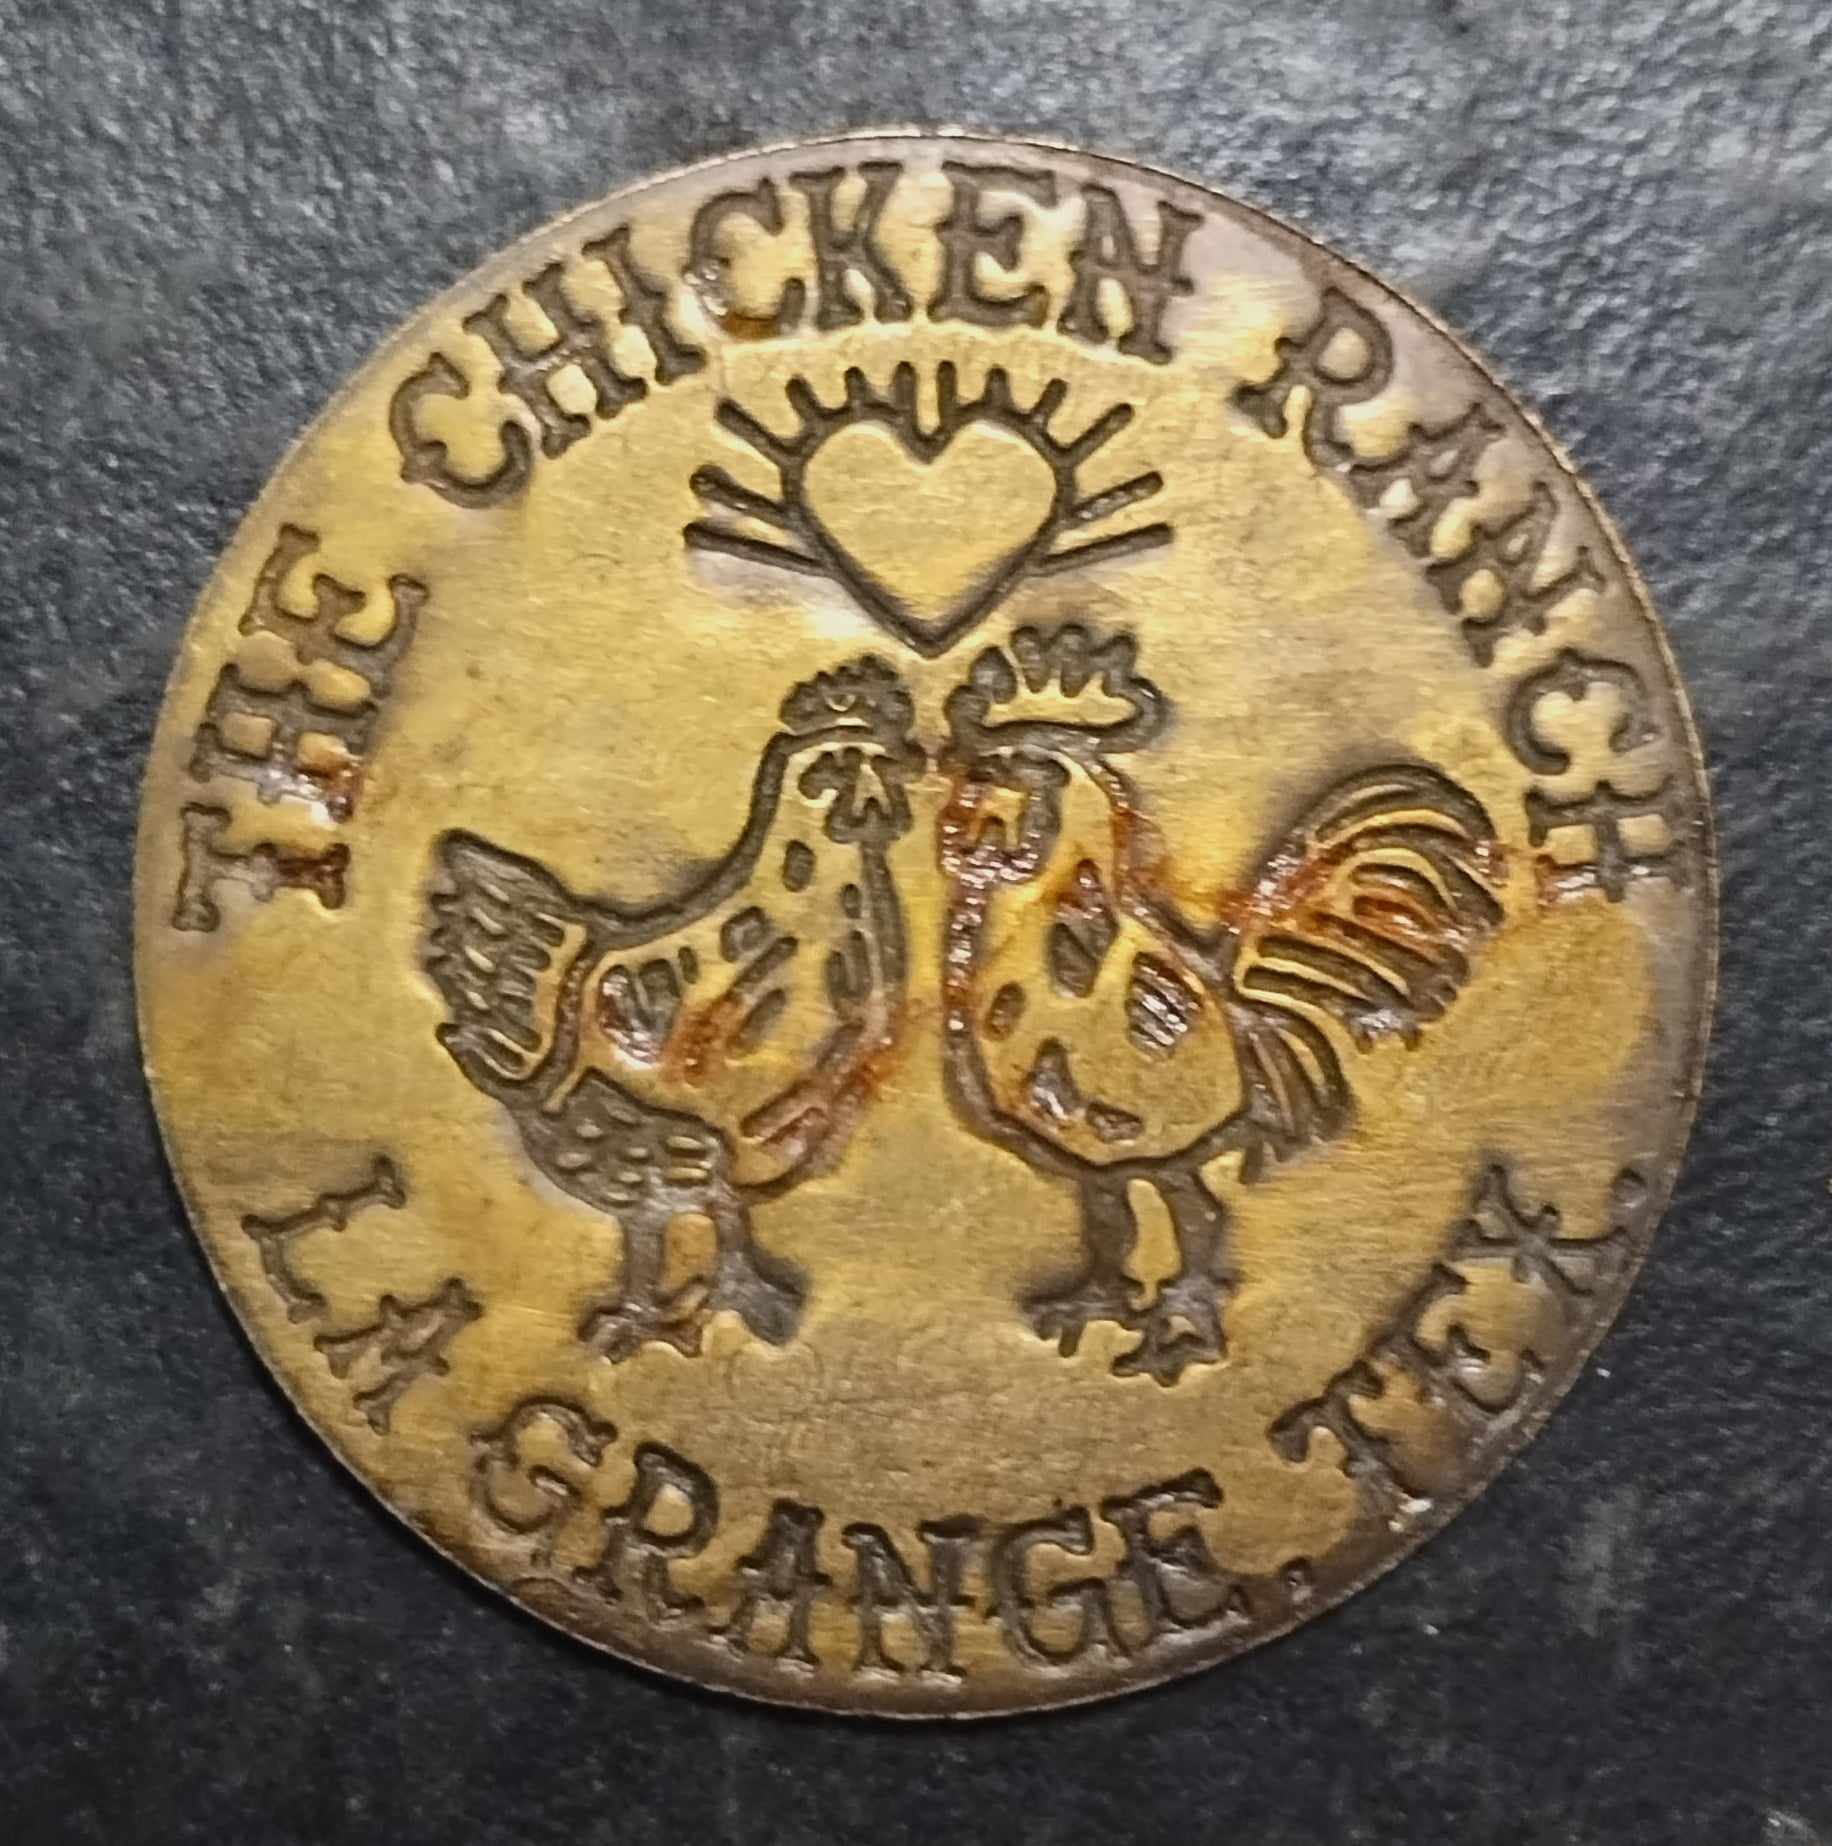 THE CHICKEN RANCH
LA GRANGE, TEX.